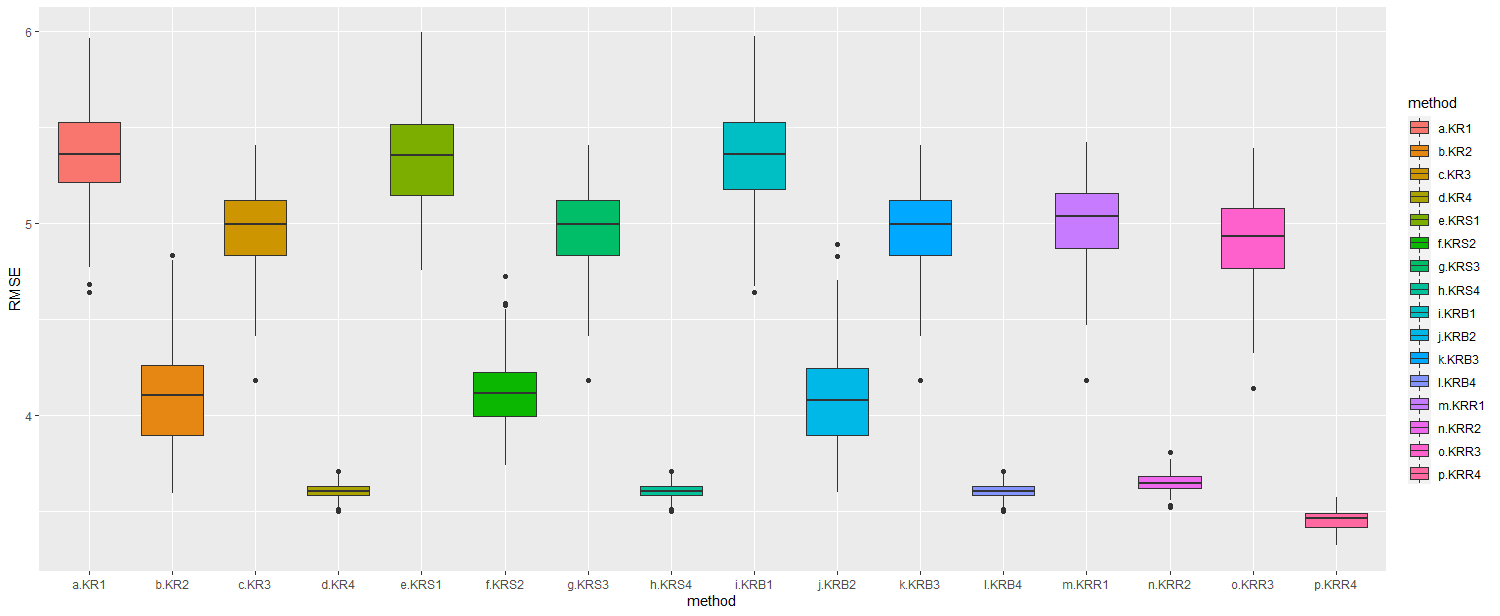 6
5
4
RMSE
a.KR1 b.KR2 c.KR3 d.KR4 e.KRS1 f.KRS2 g.KRS3 h.KRS4 i.KRB1 j.KRB2 k.KRB3 l.KRB4 m.KRR1 n.KRR2 o.KRR3 p.KRR4
method
method
a.KR1
b.KR2
c.KR3
d.KR4
e.KRS1
f.KRS2
g.KRS3
h.KRS4
i.KRB1
j.KRB2
k.KRB3
l.KRB4
m.KRR1
n.KRR2
o.KRR3
p.KRR4